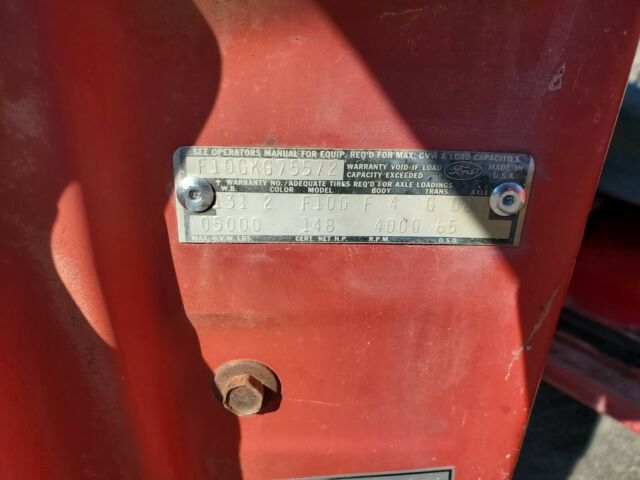 SEE OPERATORS MANUAL FOR EQUIP. REQ'D FOR MAX. GVW & LOAD CAPACITIES
F10GKG75572 WARRANTY VOID-IF LOAD CAPACITY EXCEEDED Ford MADE IN U.S.A
WARRANTY NO./ADEQUATE TIRES REQ'D FOR AXLE LOADINGS
W.B. COLOR MODEL BODY TRANS. AXLE
131 2 F100 F 4 G
05000 148 4000 65
MAX. G.V.W. LBS. CERT. NET H.P. R.P.M. D.S.O.